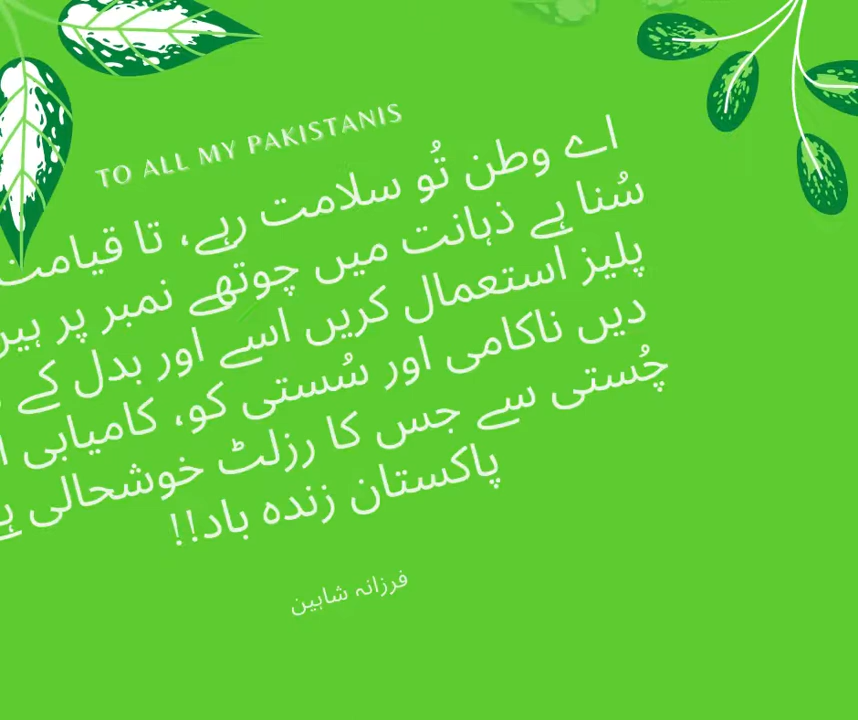 TO ALL MY PAKISTANIS
اے وطن تُو سلامت رہے، تا قیامت
سُنا ہے ذہانت میں چوتھے نمبر پر ہیں
پلیز استعمال کریں اسے اور بدل کے
دیں ناکامی اور سُستی کو، کامیابی
چُستی سے جس کا رزلٹ خوشحالی
پاکستان زندہ باد!!
فرزانہ شاہین